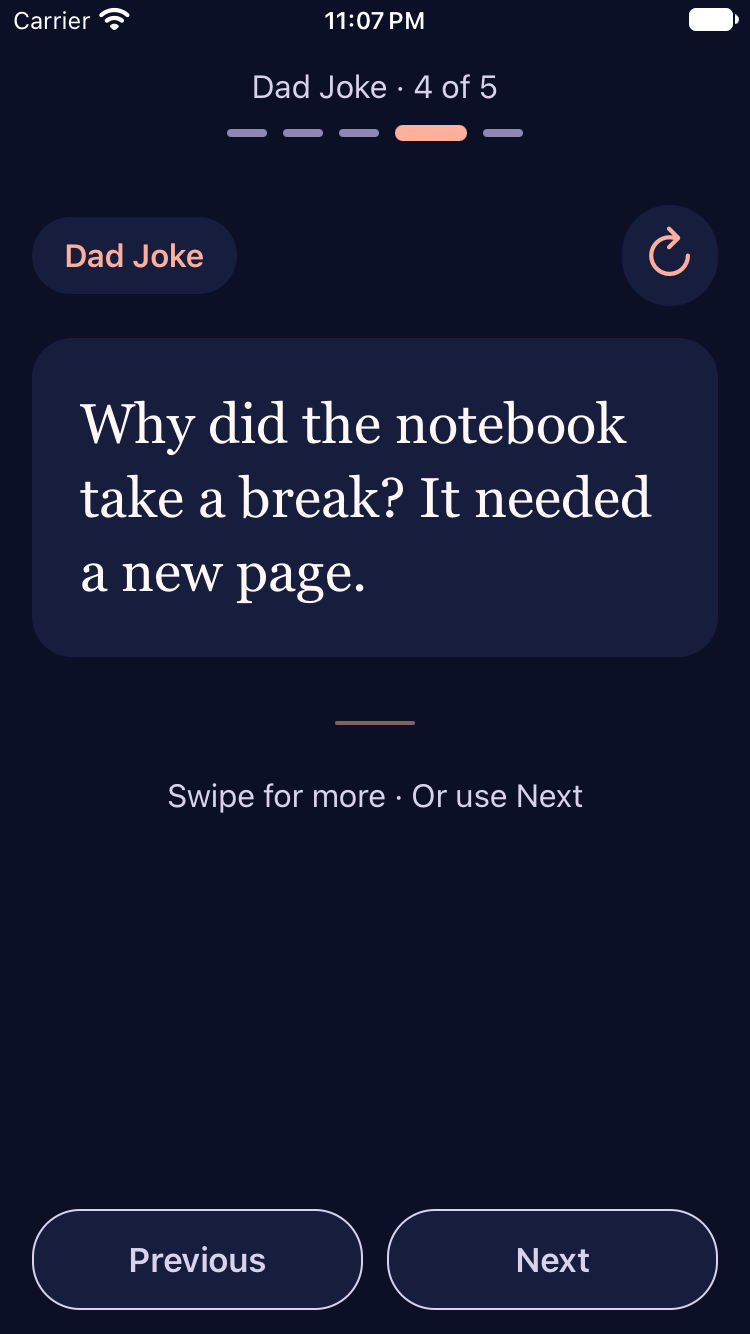 Carrier 11:07 PM
Dad Joke · 4 of 5
Dad Joke
Why did the notebook
take a break? It needed
a new page.
Swipe for more · Or use Next
Previous Next